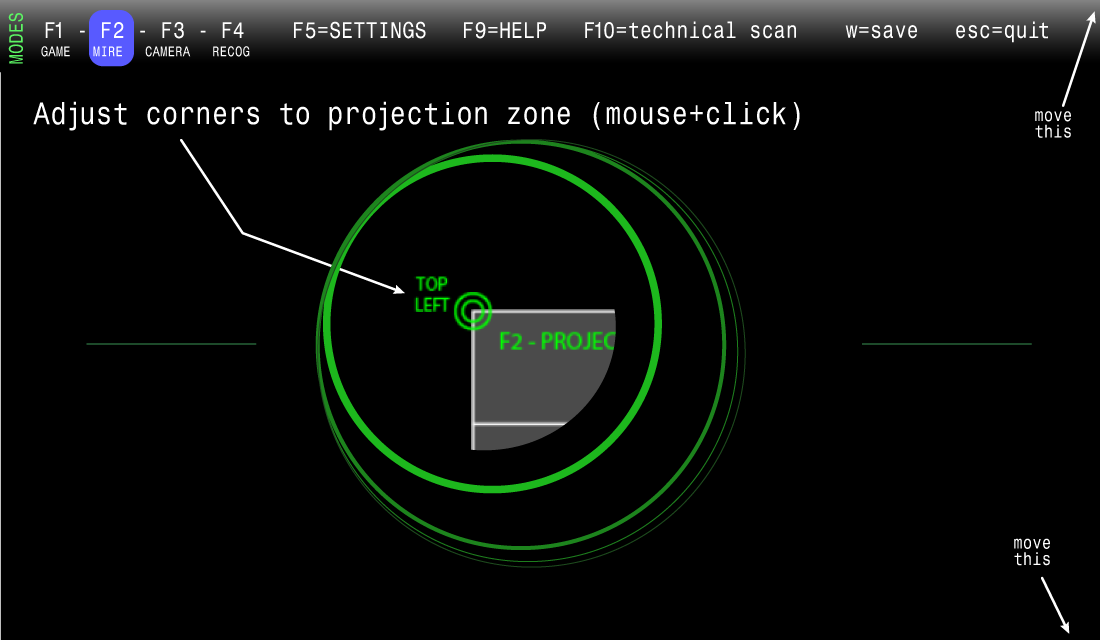 MODES
F1 - F2 - F3 - F4 F5=SETTINGS F9=HELP F10=technical scan w=save esc=quit
GAME MIRE CAMERA RECOG
Adjust corners to projection zone (mouse+click)
move
this
TOP
LEFT
F2 - PROJEC
move
this